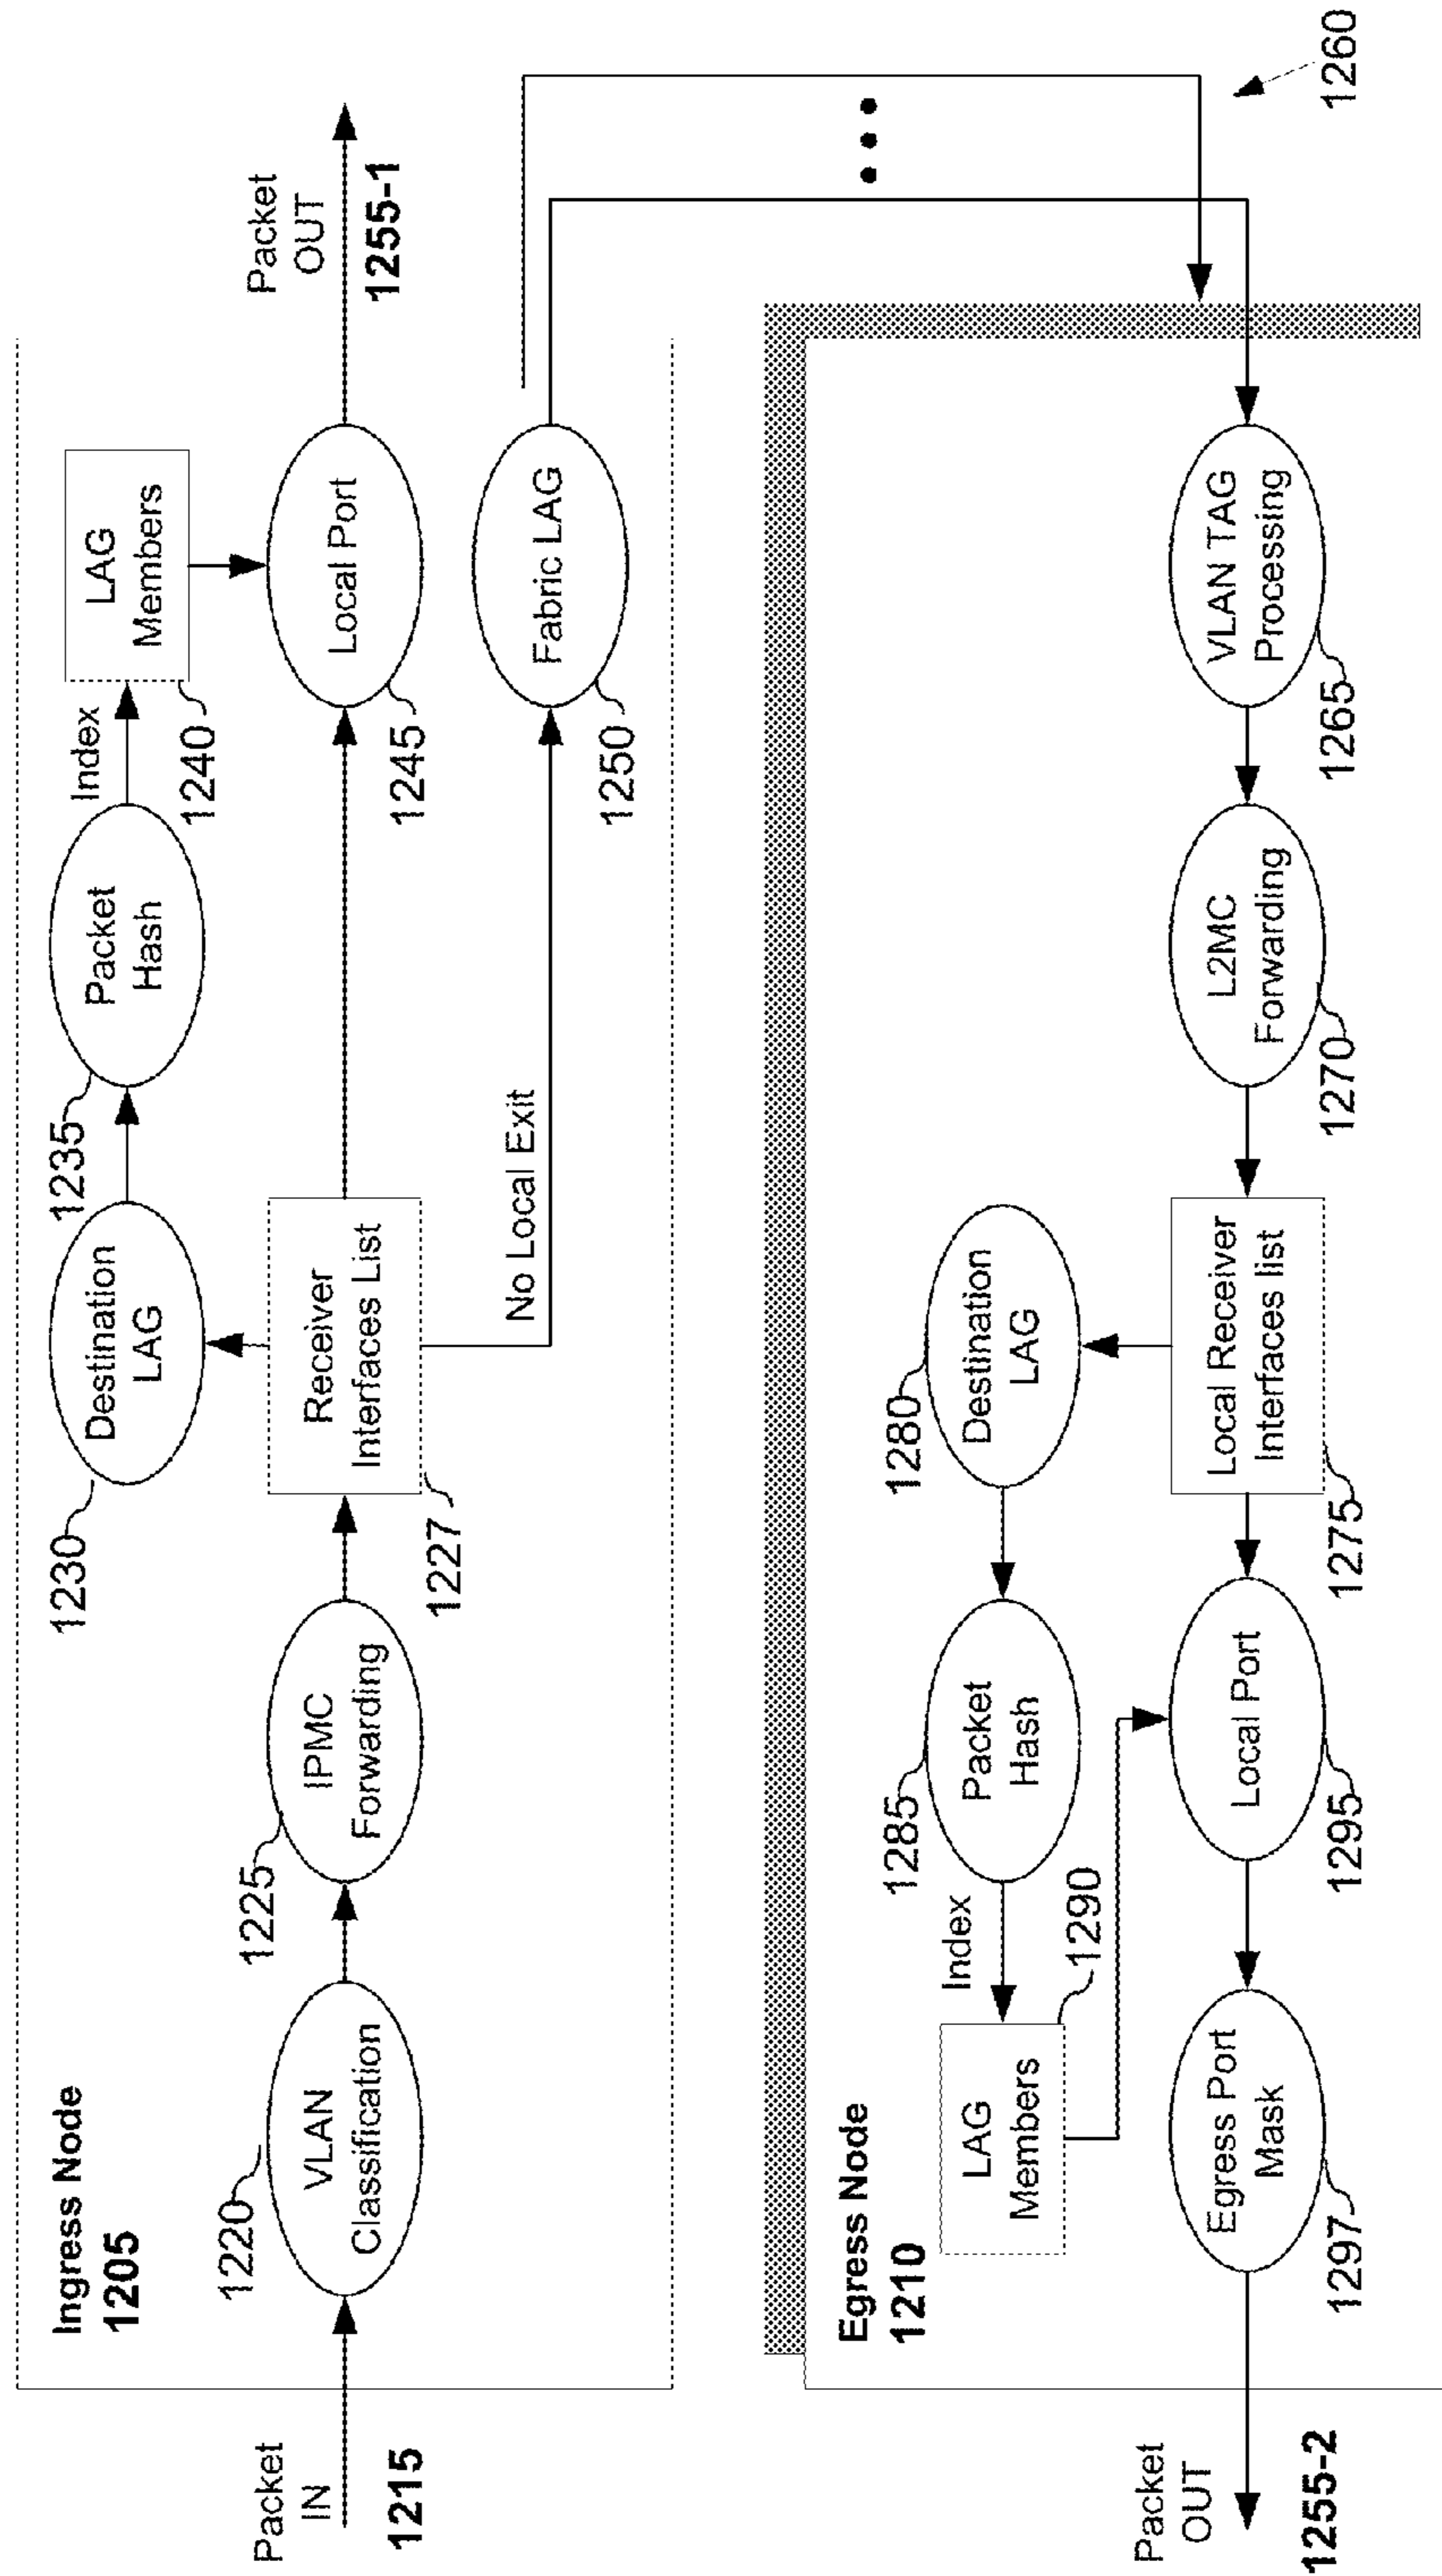 Ingress Node
1205
Packet
IN
1215
1220
VLAN
Classification
1225
IPMC
Forwarding
1227
Receiver
Interfaces List
1230
Destination
LAG
1235
Packet
Hash
Index
1240
LAG
Members
1245
Local Port
Packet
OUT
1255-1
No Local Exit
1250
Fabric LAG
1260
Egress Node
1210
VLAN TAG
Processing
1265
L2MC
Forwarding
1270
Local Receiver
Interfaces list
1275
1280
Destination
LAG
1285
Packet
Hash
Index
1290
LAG
Members
Local Port
1295
Egress Port
Mask
1297
Packet
OUT
1255-2